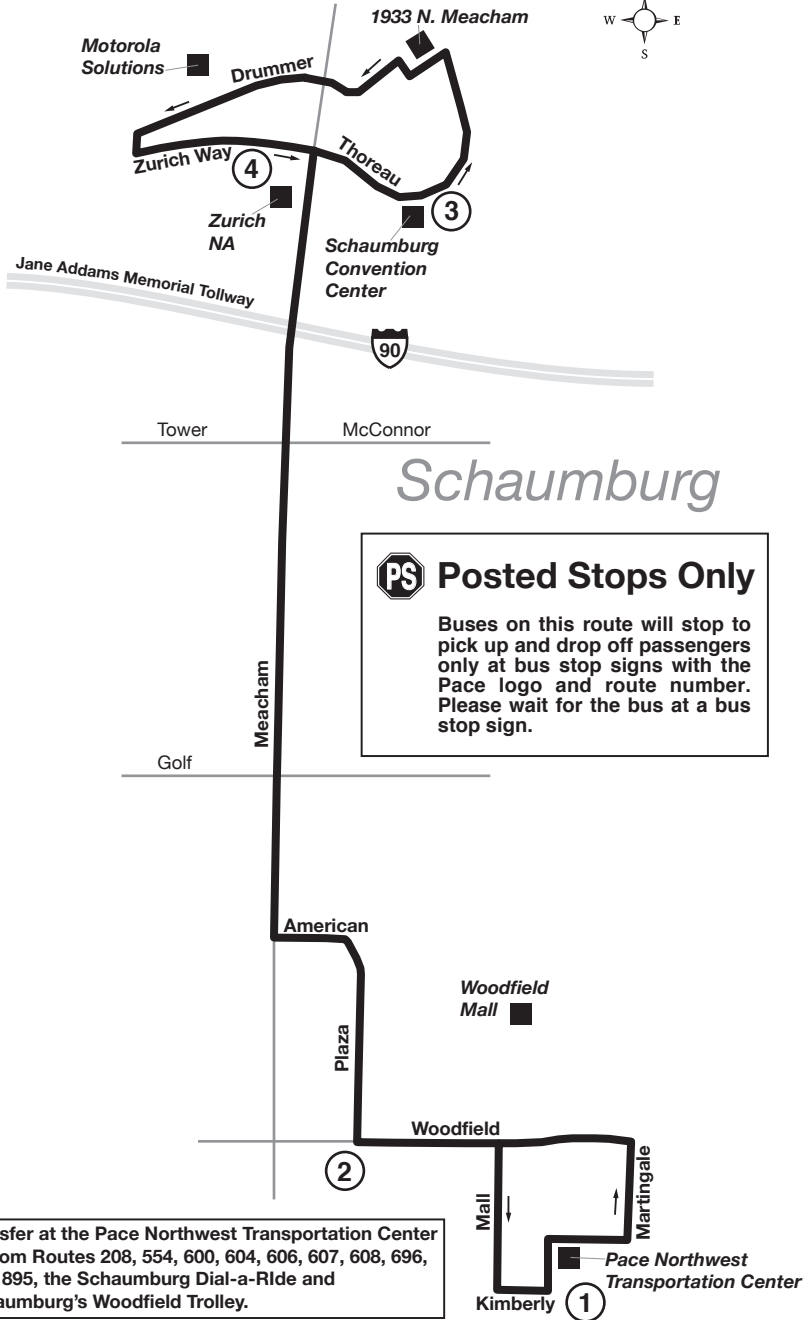 1933 N. Meacham
W E
S
Motorola
Solutions
Drummer
Zurich Way
4
Thoreau
3
Zurich
NA
Schaumburg
Convention
Center
Jane Addams Memorial Tollway
90
Tower
McConnor
Schaumburg
PS Posted Stops Only
Buses on this route will stop to
pick up and drop off passengers
only at bus stop signs with the
Pace logo and route number.
Please wait for the bus at a bus
stop sign.
Meacham
Golf
American
Woodfield
Mall
Plaza
Woodfield
2
Mall
Martingale
Pace Northwest
Transportation Center
Kimberly
1
at the Pace Northwest Transportation Center
Routes 208, 554, 600, 604, 606, 607, 608, 696,
895, the Schaumburg Dial-a-RIde and
Woodfield Trolley.